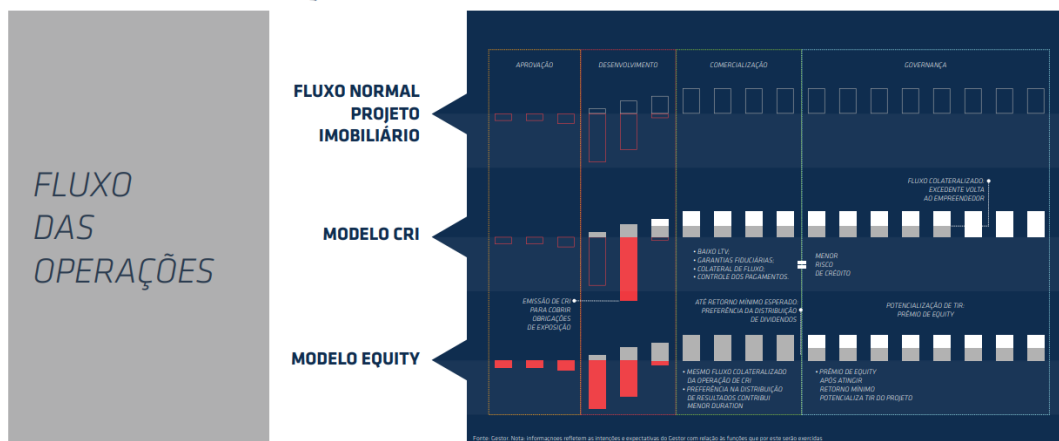 FLUXO
DAS
OPERAÇÕES
FLUXO NORMAL
PROJETO
IMOBILIÁRIO
MODELO CRI
MODELO EQUITY
APROVAÇÃO
DESENVOLVIMENTO
COMERCIALIZAÇÃO
GOVERNANÇA
FLUXO COLATERALIZADO:
EXCEDENTE VOLTA
AO EMPREENDEDOR
• BAIXO LTV;
• GARANTIAS FIDUCIÁRIAS;
• COLATERAL DE FLUXO;
• CONTROLE DOS PAGAMENTOS.
=
MENOR
RISCO
DE CRÉDITO
EMISSÃO DE CRI
PARA COBRIR
OBRIGAÇÕES
DE EXPOSIÇÃO
ATÉ RETORNO MÍNIMO ESPERADO
PREFERÊNCIA DA DISTRIBUIÇÃO
DE DIVIDENDOS
POTENCIALIZAÇÃO DE TIR:
PRÊMIO DE EQUITY
• MESMO FLUXO COLATERALIZADO
DA OPERAÇÃO DE CRI
• PREFERÊNCIA NA DISTRIBUIÇÃO
DE RESULTADOS CONTRIBUI
MENOR DURATION
• PRÊMIO DE EQUITY
APÓS ATINGIR
RETORNO MÍNIMO
POTENCIALIZA TIR DO PROJETO
Fonte: Gestor. Nota: informações refletem as intenções e expectativas do Gestor com relação às funções que por este serão exercidas